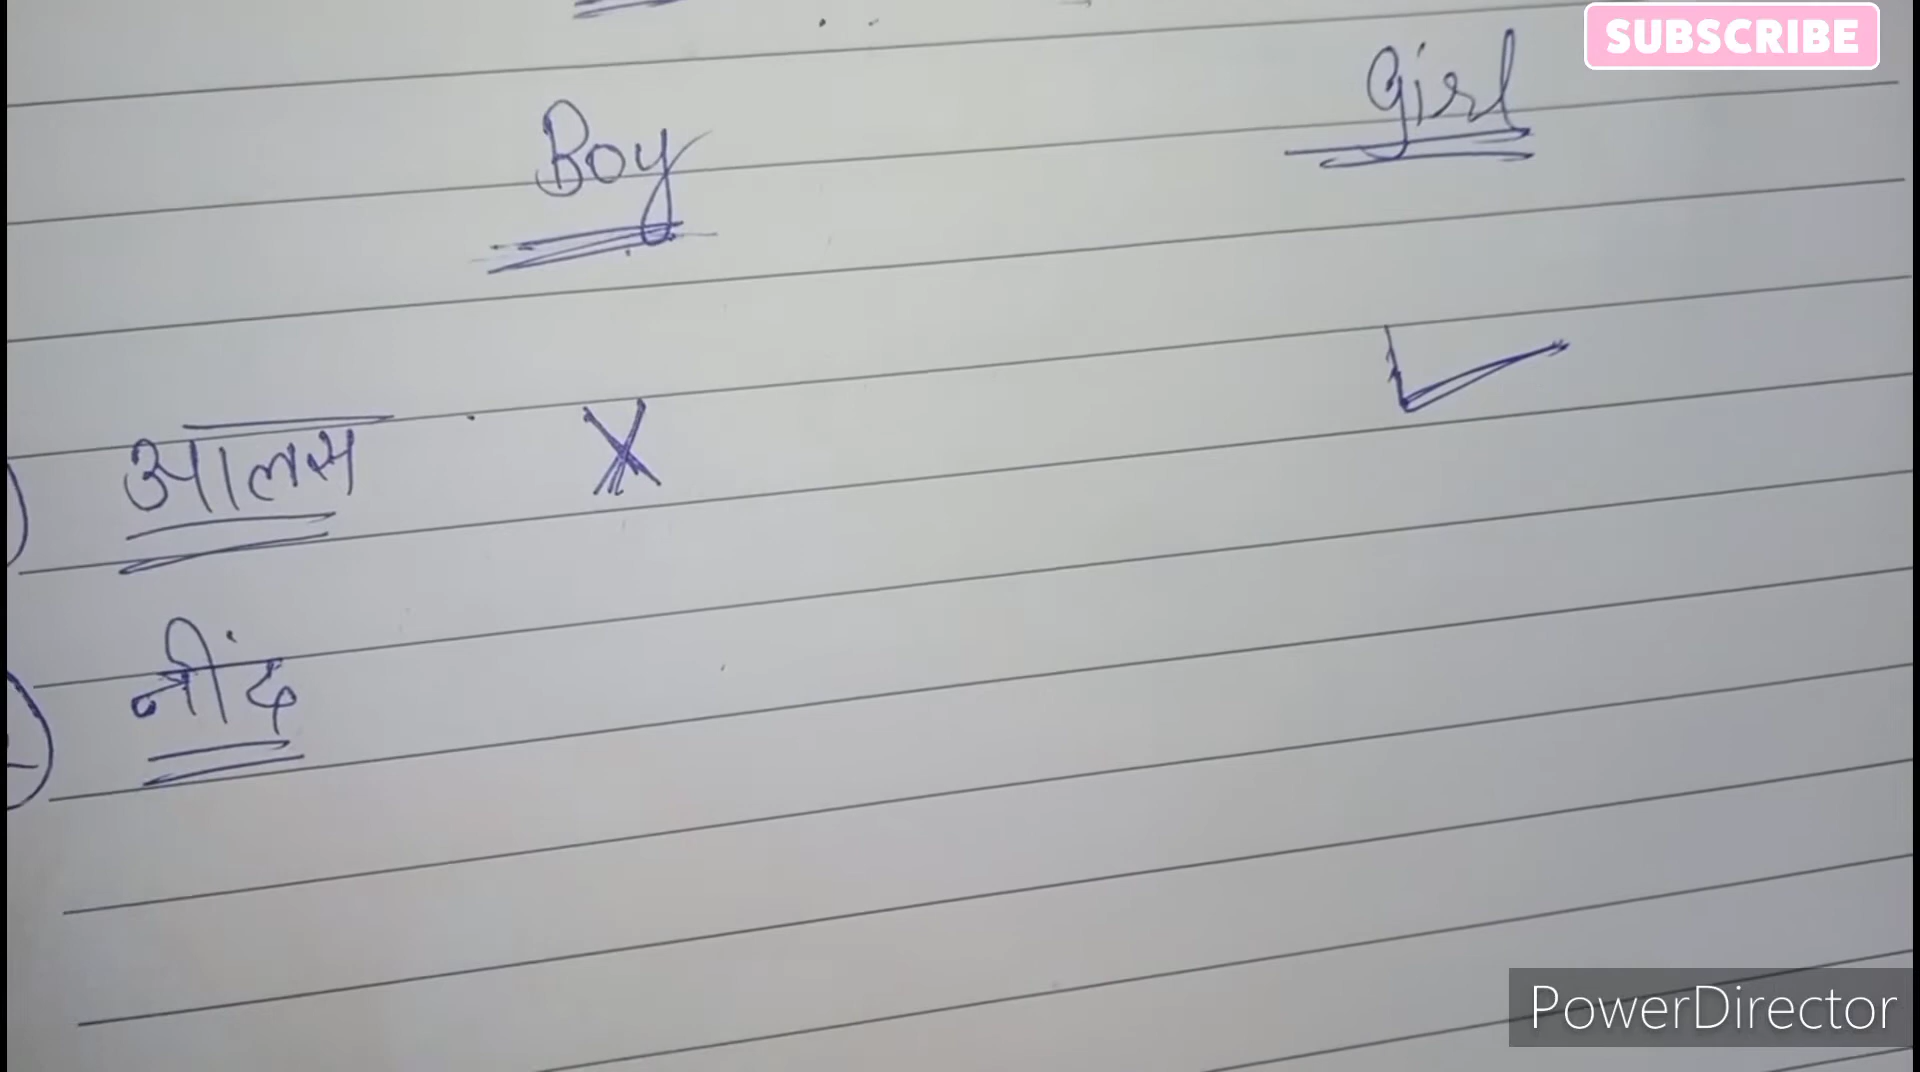 SUBSCRIBE
Boy Girl
आलस X ✓
नींद
PowerDirector